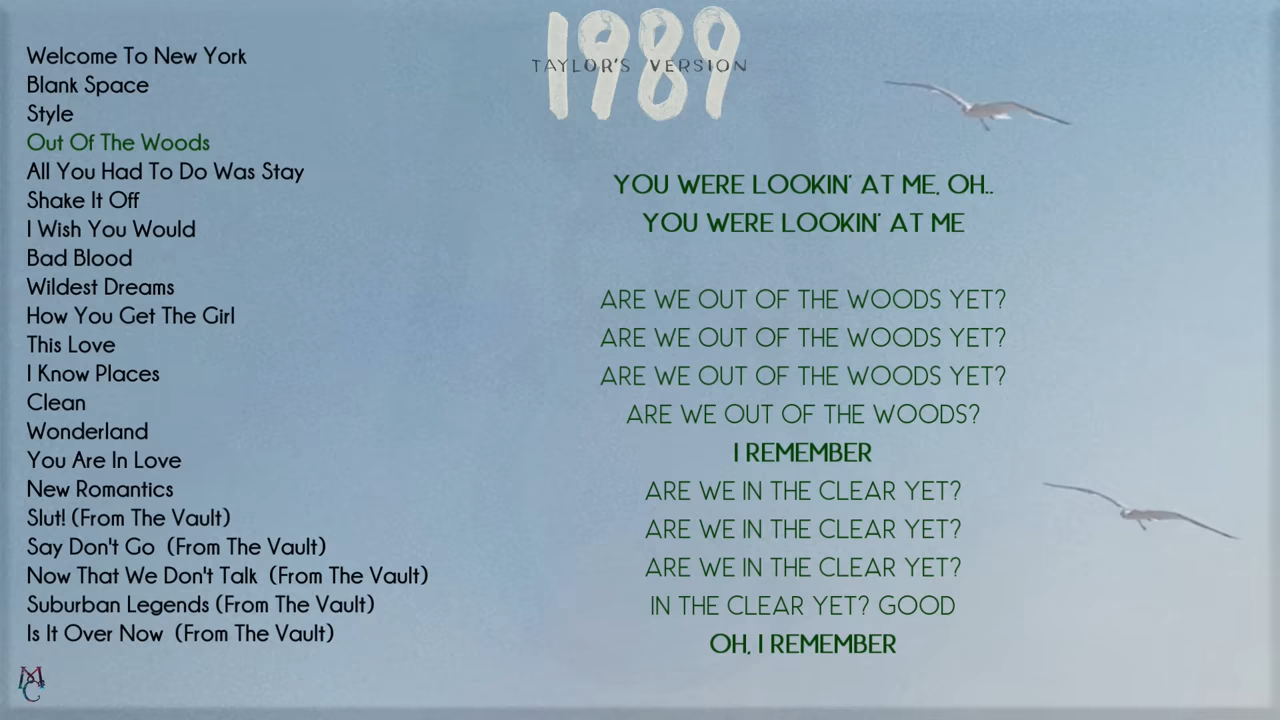 1989
TAYLOR'S VERSION
Welcome To New York
Blank Space
Style
Out Of The Woods
All You Had To Do Was Stay
Shake It Off
I Wish You Would
Bad Blood
Wildest Dreams
How You Get The Girl
This Love
I Know Places
Clean
Wonderland
You Are In Love
New Romantics
Slut! (From The Vault)
Say Don't Go (From The Vault)
Now That We Don't Talk (From The Vault)
Suburban Legends (From The Vault)
Is It Over Now (From The Vault)
MC
YOU WERE LOOKIN' AT ME, OH..
YOU WERE LOOKIN' AT ME
ARE WE OUT OF THE WOODS YET?
ARE WE OUT OF THE WOODS YET?
ARE WE OUT OF THE WOODS YET?
ARE WE OUT OF THE WOODS?
I REMEMBER
ARE WE IN THE CLEAR YET?
ARE WE IN THE CLEAR YET?
ARE WE IN THE CLEAR YET?
IN THE CLEAR YET? GOOD
OH, I REMEMBER